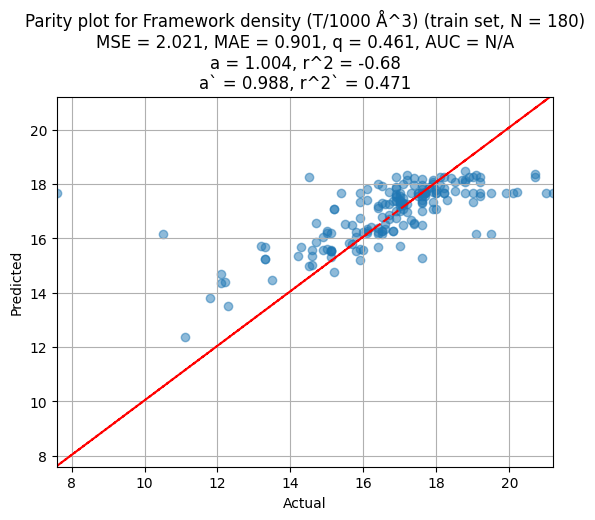 Parity plot for Framework density (T/1000 Å^3) (train set, N = 180)
MSE = 2.021, MAE = 0.901, q = 0.461, AUC = N/A
a = 1.004, r^2 = -0.68
a` = 0.988, r^2` = 0.471
20
18
16
14
12
10
8
Predicted
8 10 12 14 16 18 20
Actual